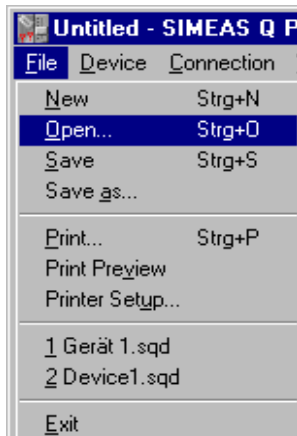 Untitled - SIMEAS Q P
File Device Connection
New Strg+N
Open... Strg+O
Save Strg+S
Save as...
Print... Strg+P
Print Preview
Printer Setup...
1 Gerät 1.sqd
2 Device1.sqd
Exit